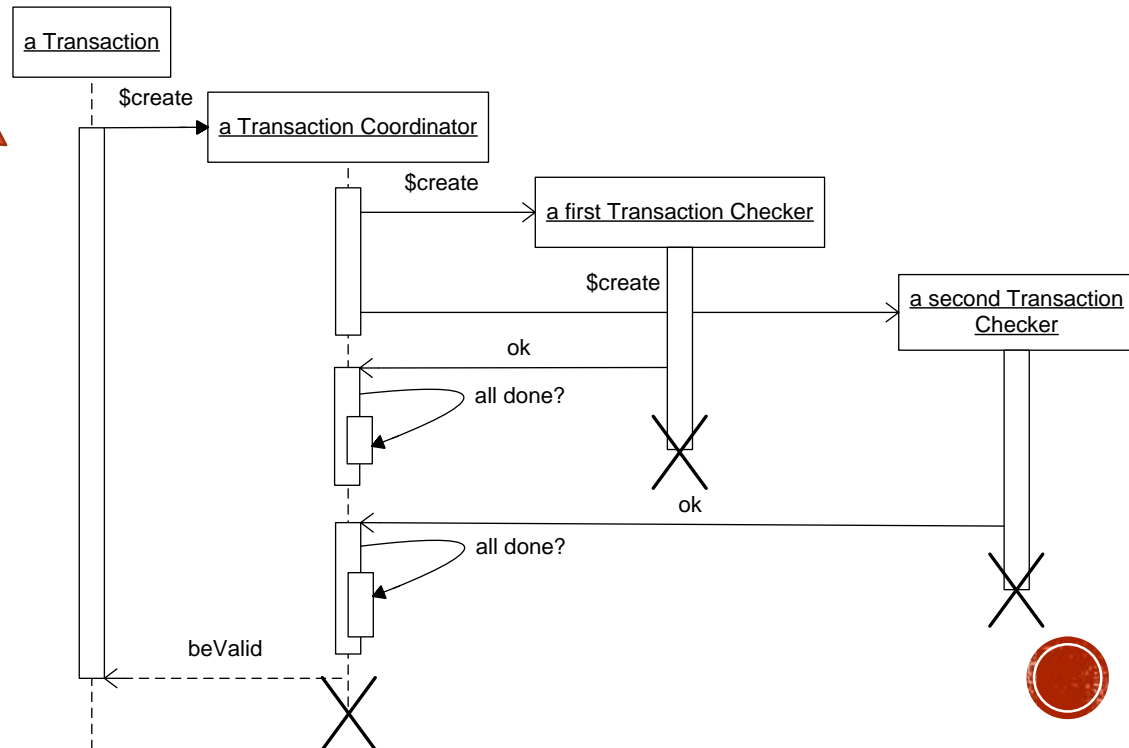 a Transaction
$create
a Transaction Coordinator
$create
a first Transaction Checker
$create
a second Transaction
Checker
ok
all done?
ok
all done?
beValid